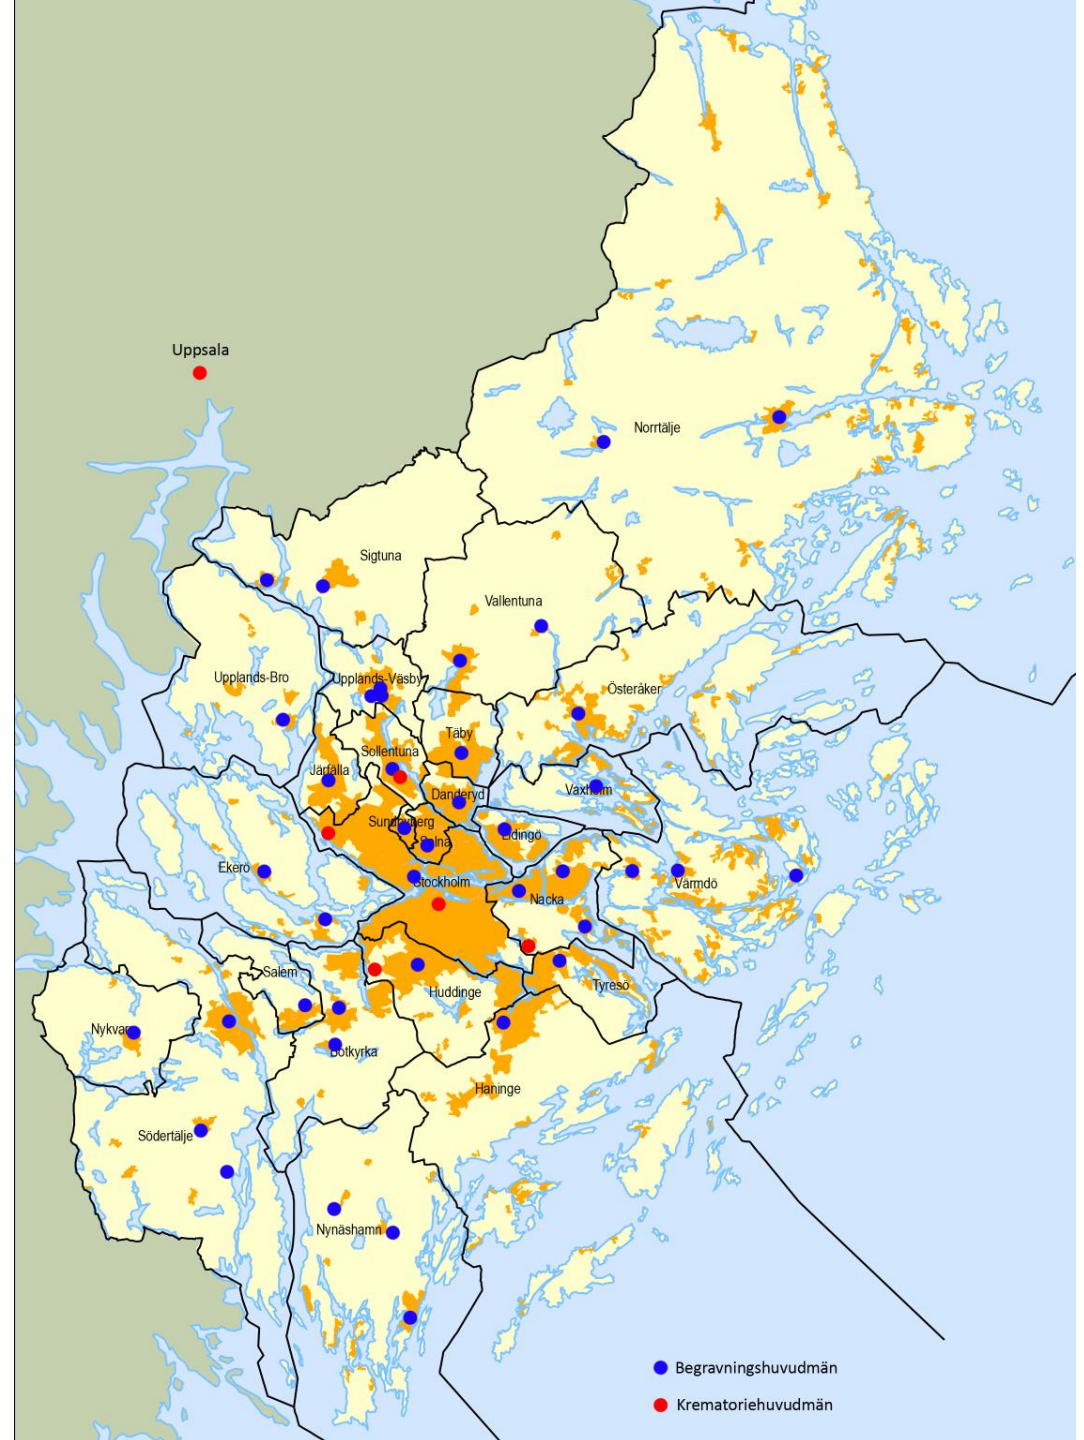 Uppsala
Norrtälje
Sigtuna
Vallentuna
Upplands-Bro
Upplands-Väsby
Österåker
Täby
Sollentuna
Järfälla
Vaxholm
Danderyd
Sundbyberg
Lidingö
Solna
Ekerö
Stockholm
Värmdö
Nacka
Salem
Tyresö
Huddinge
Nykvarn
Botkyrka
Haninge
Södertälje
Nynäshamn
Begravningshuvudmän
Krematoriehuvudmän